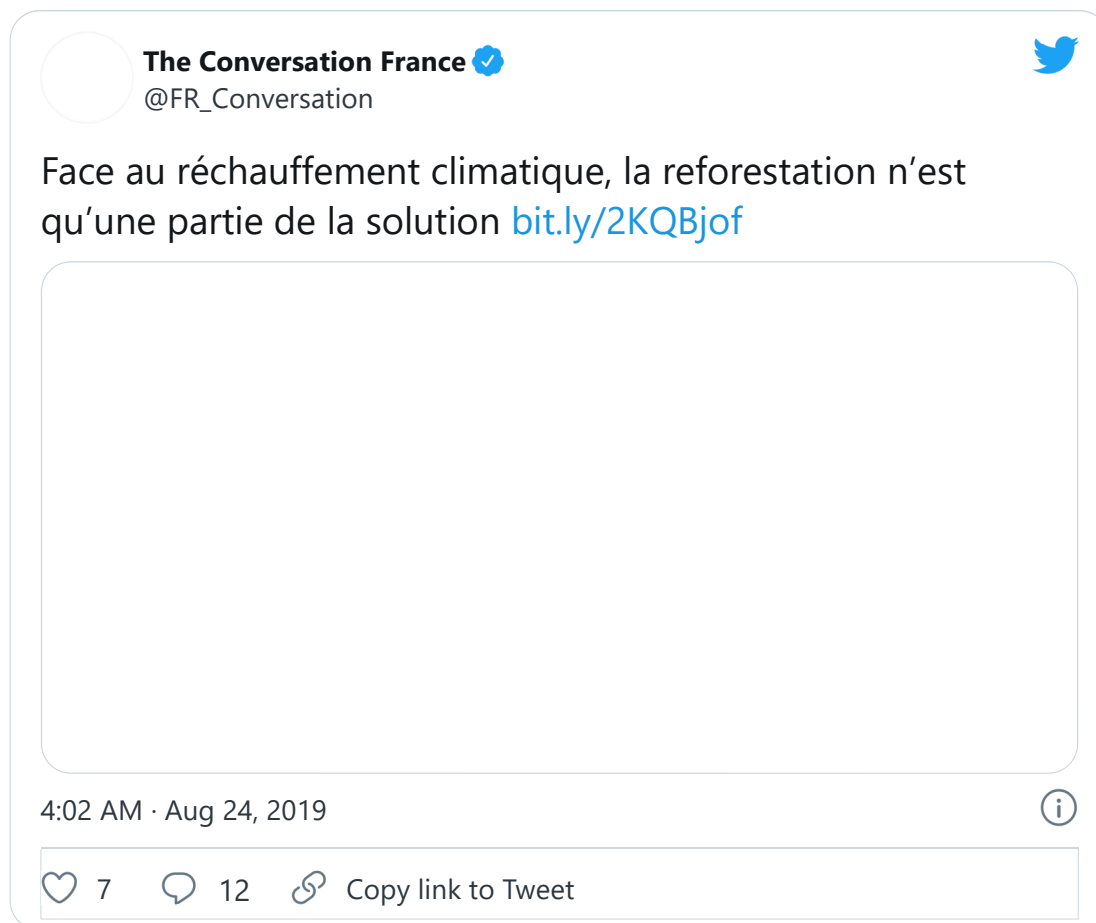 The Conversation France
@FR_Conversation
Face au réchauffement climatique, la reforestation n’est
qu’une partie de la solution bit.ly/2KQBjof
4:02 AM · Aug 24, 2019
7 12 Copy link to Tweet